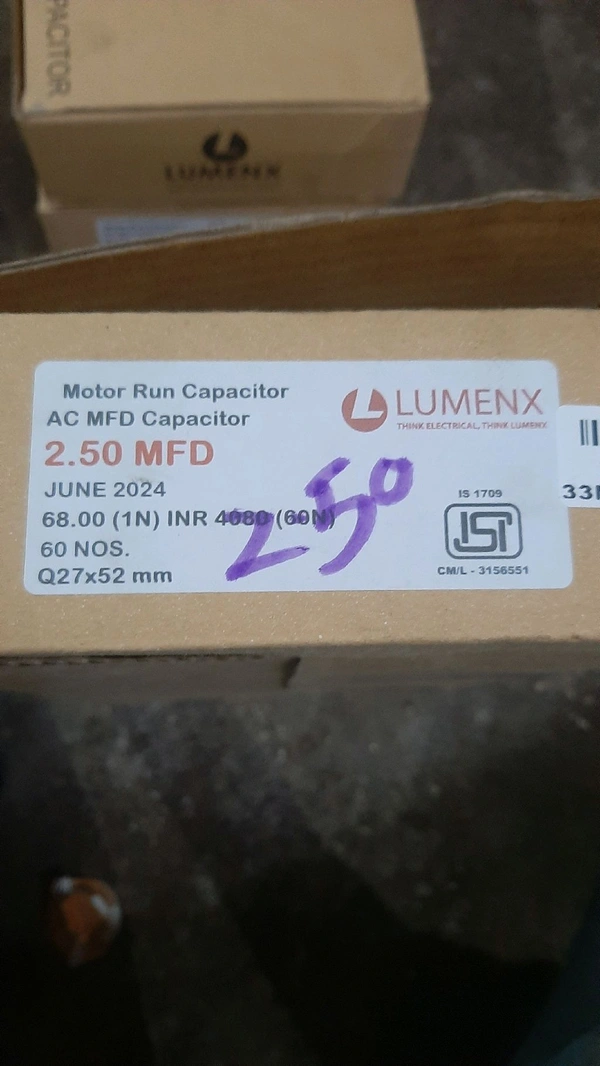 PACITOR
LUMENX
Motor Run Capacitor
AC MFD Capacitor
2.50 MFD
JUNE 2024
68.00 (1N) INR 4080 (60N)
60 NOS.
Q27x52 mm
250
LUMENX
THINK ELECTRICAL, THINK LUMENX
IS 1709
ISI
CM/L - 3156551